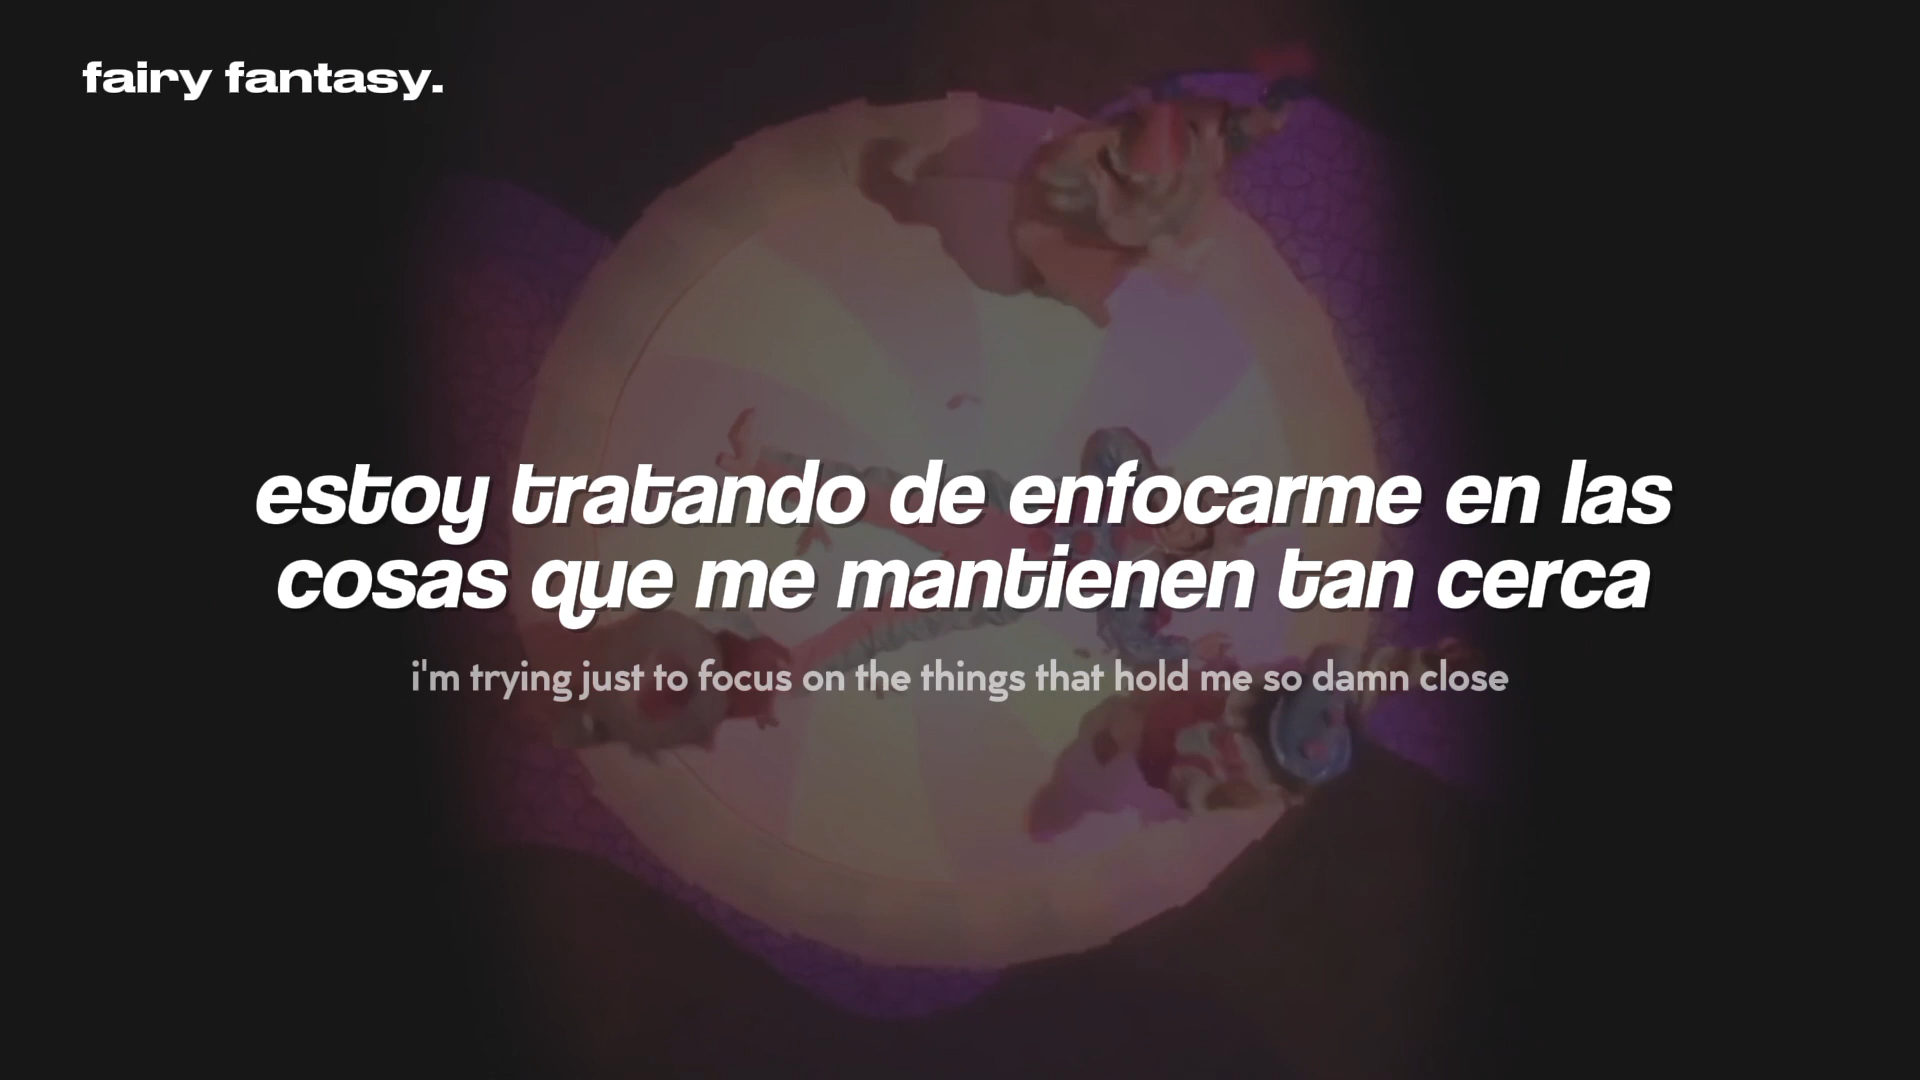 fairy fantasy.
estoy tratando de enfocarme en las
cosas que me mantienen tan cerca
i'm trying just to focus on the things that hold me so damn close